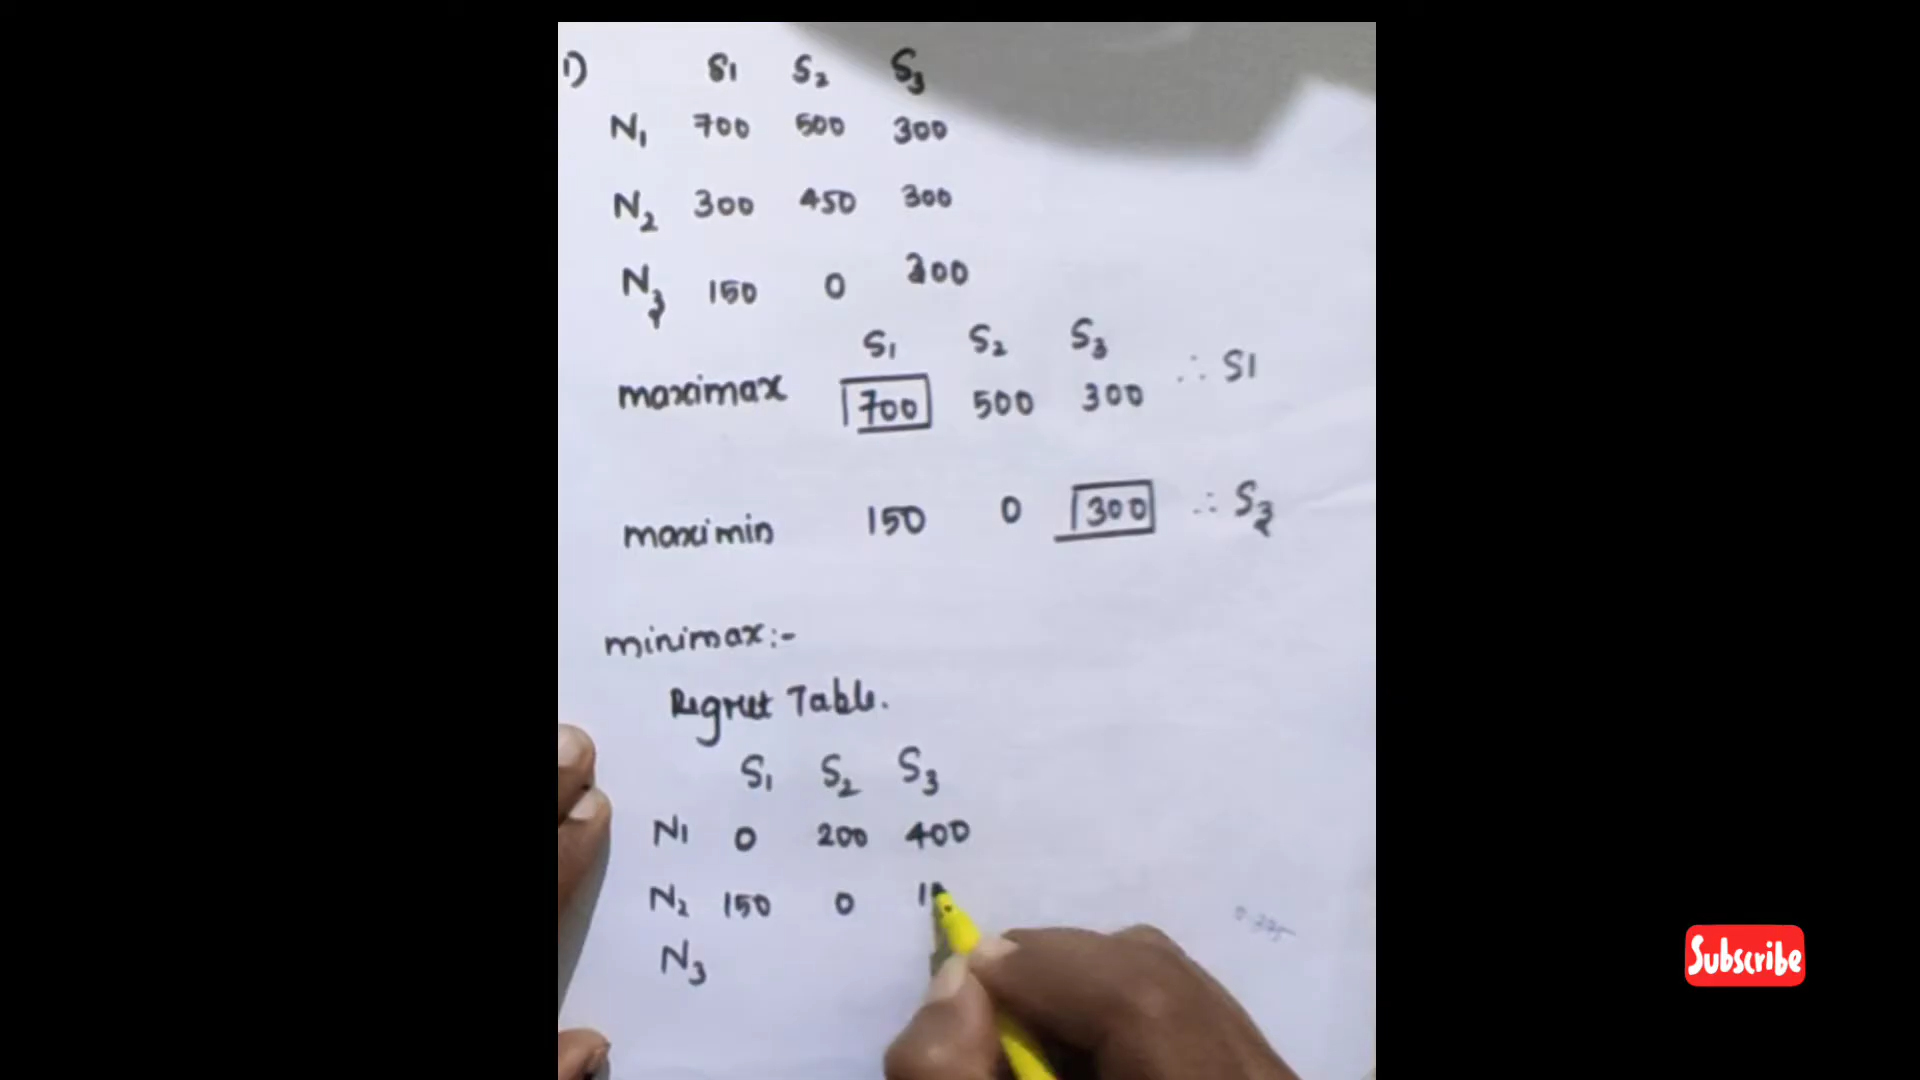 1) S1 S2 S3
N1 700 500 300
N2 300 450 300
N3 150 0 300
S1 S2 S3
maximax 700 500 300 ∴ S1
maximin 150 0 300 ∴ S3
minimax:-
Regret Table.
S1 S2 S3
N1 0 200 400
N2 150 0
N3
Subscribe